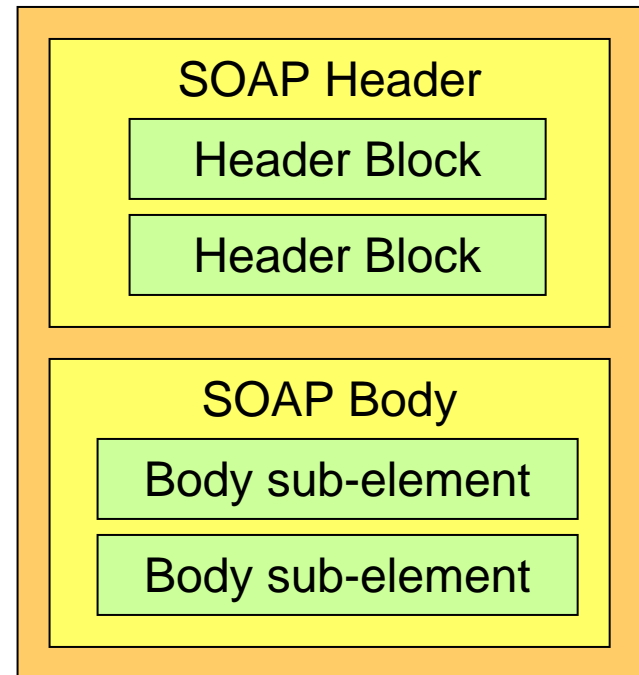 SOAP Header
Header Block
Header Block
SOAP Body
Body sub-element
Body sub-element